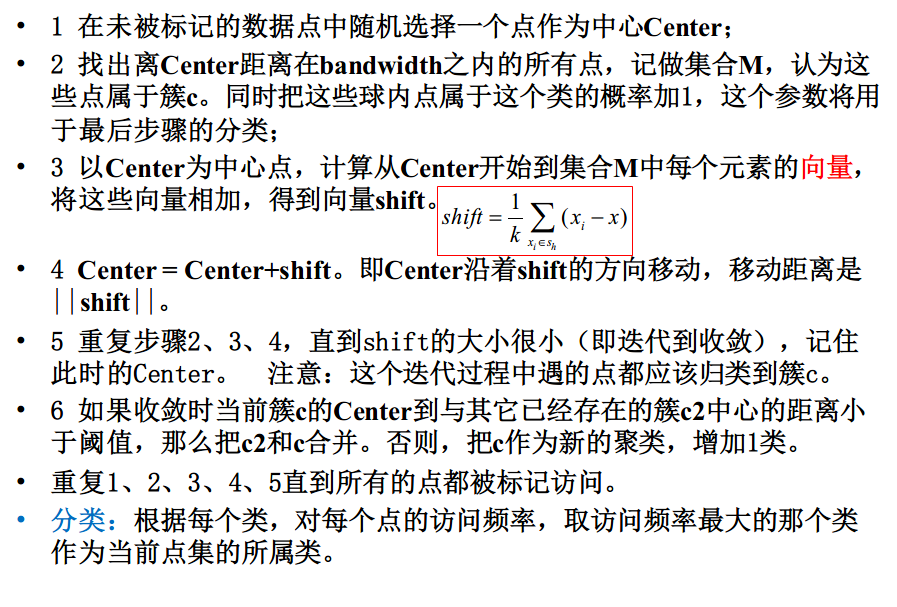 • 1 在未被标记的数据点中随机选择一个点作为中心Center；
• 2 找出离Center距离在bandwidth之内的所有点，记做集合M，认为这
些点属于簇c。同时把这些球内点属于这个类的概率加1，这个参数将用
于最后步骤的分类；
• 3 以Center为中心点，计算从Center开始到集合M中每个元素的向量，
将这些向量相加，得到向量shift。
shift = 1/k ∑_{x_i∈s_h} (x_i − x)
• 4 Center = Center+shift。即Center沿着shift的方向移动，移动距离是
||shift||。
• 5 重复步骤2、3、4，直到shift的大小很小（即迭代到收敛），记住
此时的Center。 注意：这个迭代过程中遇的点都应该归类到簇c。
• 6 如果收敛时当前簇c的Center到与其它已经存在的簇c2中心的距离小
于阈值，那么把c2和c合并。否则，把c作为新的聚类，增加1类。
• 重复1、2、3、4、5直到所有的点都被标记访问。
• 分类：根据每个类，对每个点的访问频率，取访问频率最大的那个类
作为当前点集的所属类。